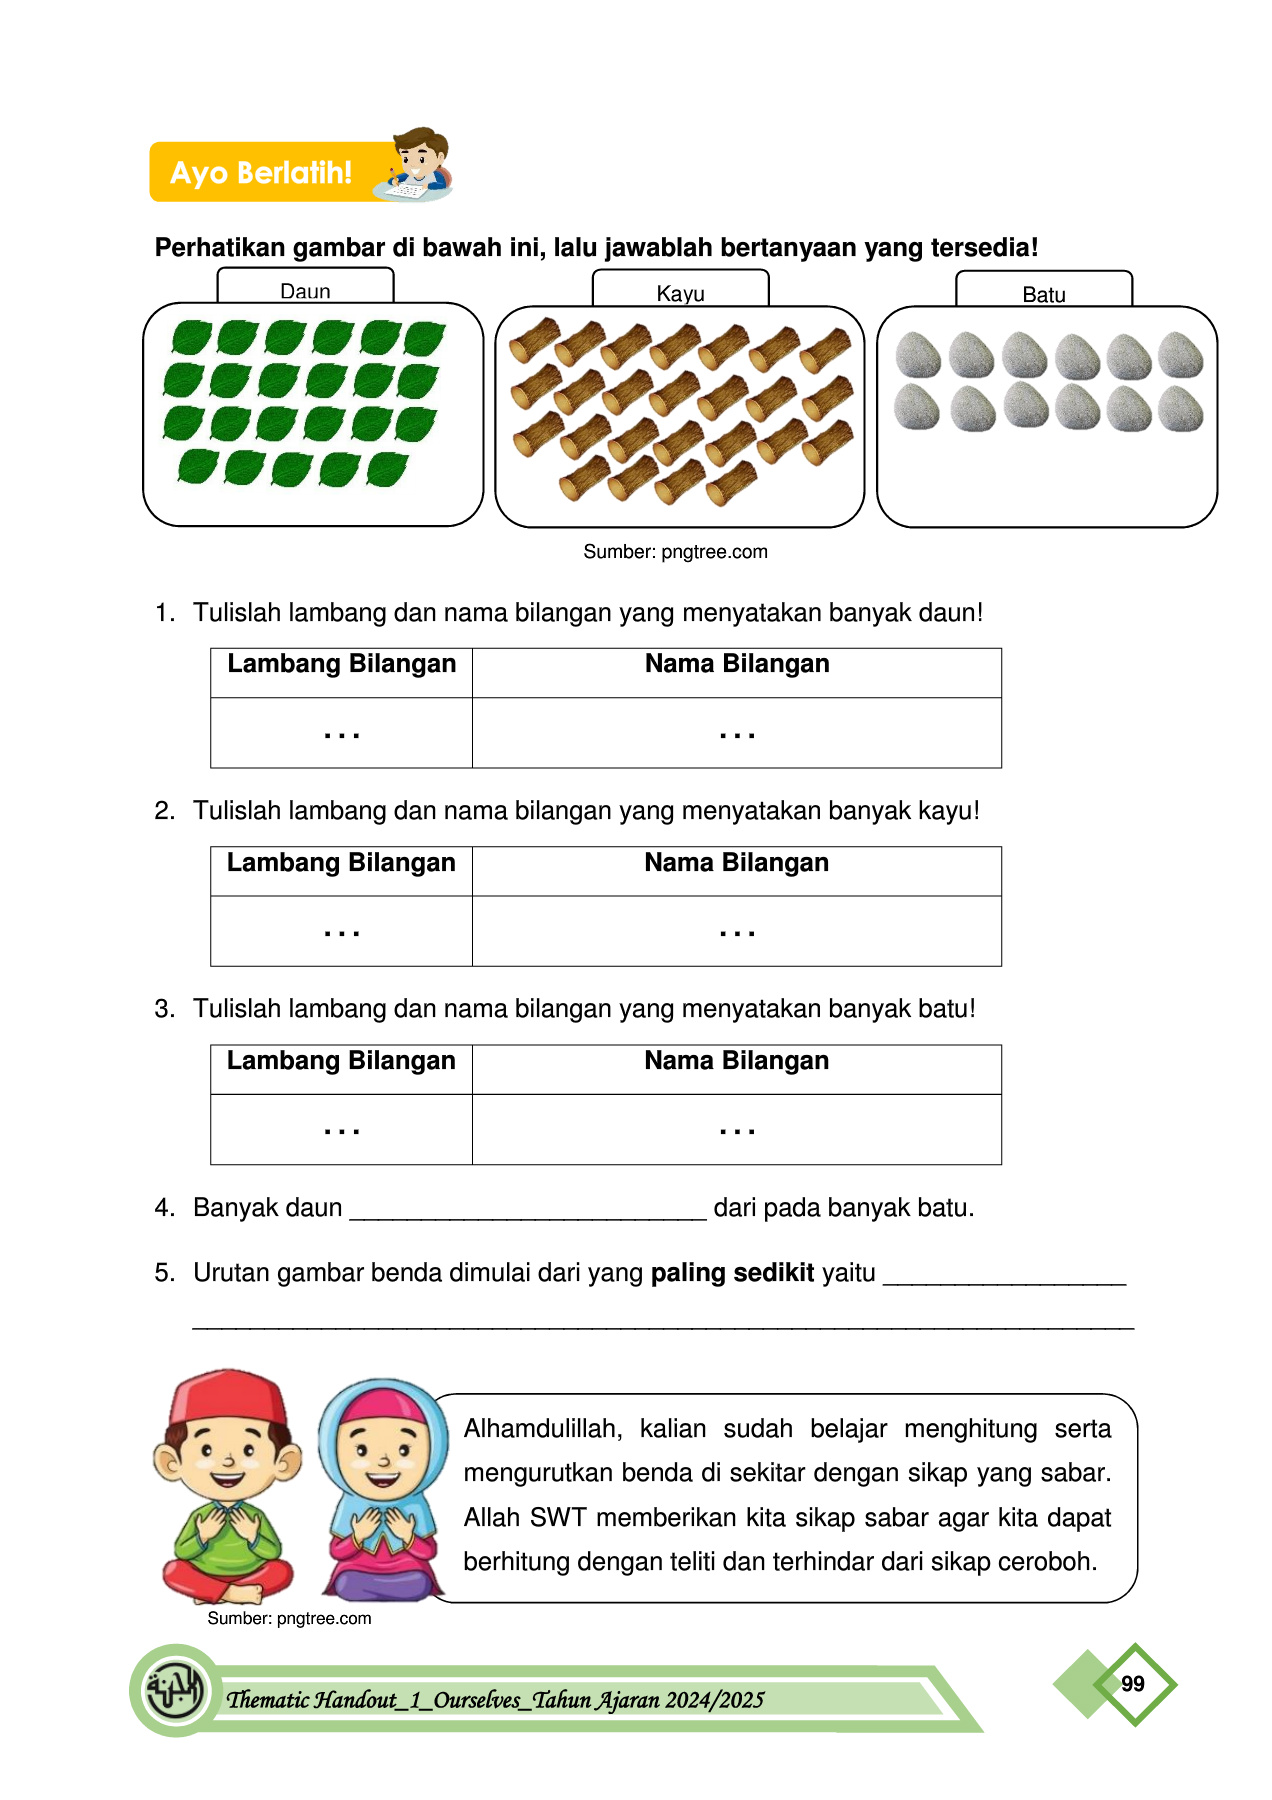 Ayo Berlatih!
Perhatikan gambar di bawah ini, lalu jawablah bertanyaan yang tersedia!
Daun
Kayu
Batu
Sumber: pngtree.com
1. Tulislah lambang dan nama bilangan yang menyatakan banyak daun!
Lambang Bilangan Nama Bilangan
... ...
2. Tulislah lambang dan nama bilangan yang menyatakan banyak kayu!
Lambang Bilangan Nama Bilangan
... ...
3. Tulislah lambang dan nama bilangan yang menyatakan banyak batu!
Lambang Bilangan Nama Bilangan
... ...
4. Banyak daun _________________________ dari pada banyak batu.
5. Urutan gambar benda dimulai dari yang paling sedikit yaitu _________________
__________________________________________________________________
Alhamdulillah, kalian sudah belajar menghitung serta
mengurutkan benda di sekitar dengan sikap yang sabar.
Allah SWT memberikan kita sikap sabar agar kita dapat
berhitung dengan teliti dan terhindar dari sikap ceroboh.
Sumber: pngtree.com
Thematic Handout_1_Ourselves_Tahun Ajaran 2024/2025
99